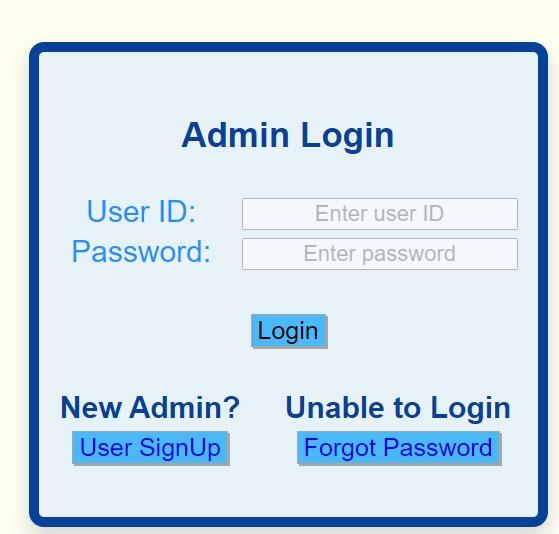 Admin Login
User ID: Enter user ID
Password: Enter password
Login
New Admin? Unable to Login
User SignUp Forgot Password